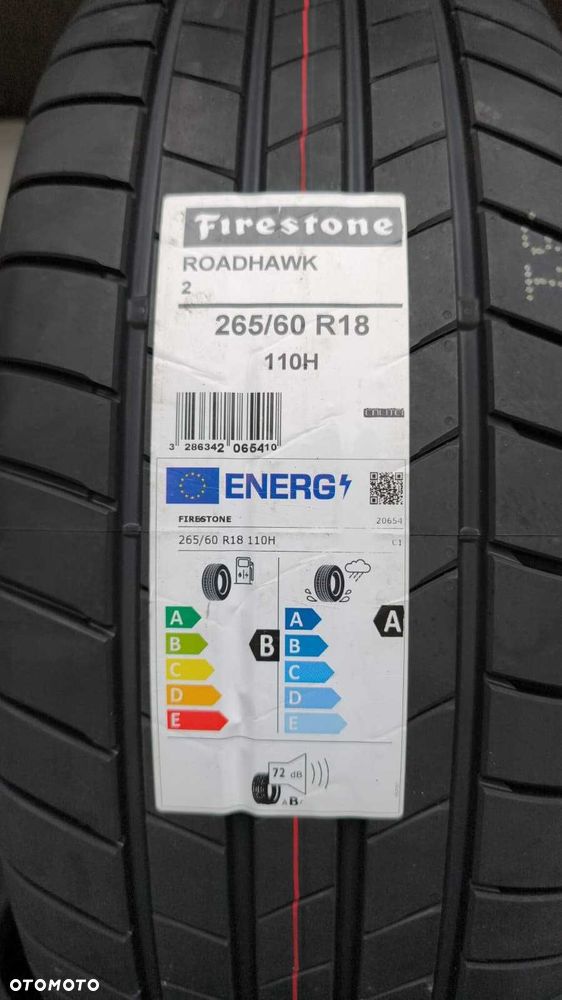 Firestone
ROADHAWK
2
265/60 R18
110H
ENLITEN
3 286342 065410
ENERG
FIRESTONE
20654
265/60 R18 110H
C1
A
B
C
D
E
B
A
B
C
D
E
A
72 dB
ABC
OTOMOTO